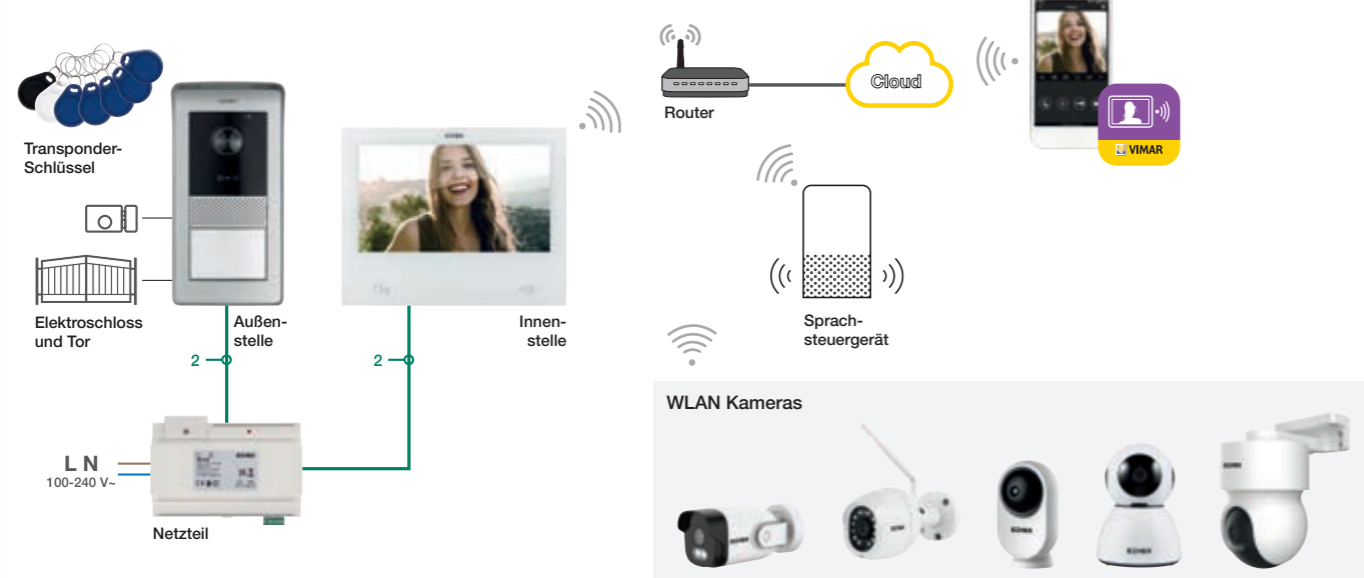 Transponder-
Schlüssel
Elektroschloss
und Tor
Außen-
stelle
Innen-
stelle
2
2
L N
100-240 V~
Netzteil
Router
Cloud
VIMAR
Sprach-
steuergerät
WLAN Kameras